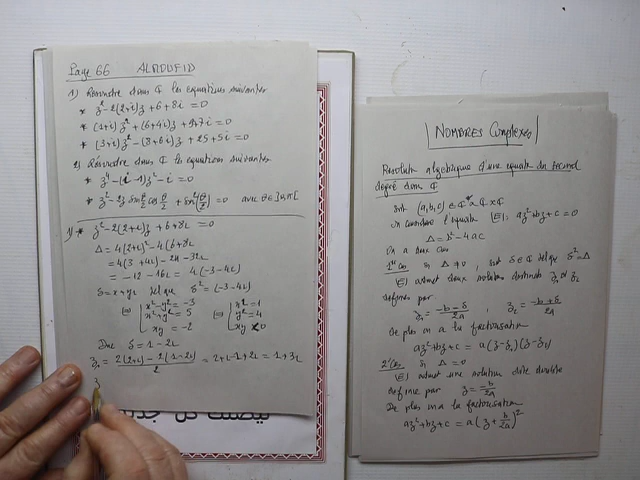 Page 66 ALMOUFID
1) Résoudre dans ℂ les équations suivantes
* z² - 2(2+i)z + 6 + 8i = 0
* (1+i)z² + (6+4i)z + 9+7i = 0
* (3+i)z² - (8+6i)z + 25+5i = 0
2) Résoudre dans ℂ les équations suivantes
* z⁴ - (i-1)z² - i = 0
* z² - 2z sin θ/2 cos θ/2 + sin²(θ/2) = 0 avec θ ∈ ]0,π[
1) * z² - 2(2+i)z + 6 + 8i = 0
Δ = 4(2+i)² - 4(6+8i)
= 4(3+4i) - 24 - 32i
= -12 - 16i = 4(-3-4i)
δ = x+yi tel que δ² = (-3-4i)
x² - y² = -3
x² + y² = 5
xy = -2
x² = 1
y² = 4
xy < 0
Donc δ = 1 - 2i
z₁ = 2(2+i) - 2(1-2i) / 2 = 2+i-1+2i = 1+3i
z
NOMBRES Complexes
Résolution algébrique d'une équation du second
degré dans ℂ
Soit (a,b,c) ∈ ℂ* x ℂ x ℂ
On considère l'équation (E): az²+bz+c = 0
Δ = b² - 4ac
On a deux cas
1er cas Si Δ ≠ 0, soit δ ∈ ℂ tel que δ² = Δ
(E) admet deux solutions distinctes z₁ et z₂
définies par
z₁ = -b-δ / 2a , z₂ = -b+δ / 2a
De plus on a la factorisation
az²+bz+c = a(z-z₁)(z-z₂)
2e Cas Si Δ = 0
(E) admet une solution dite double
définie par z = -b / 2a
De plus on a la factorisation
az²+bz+c = a(z + b/2a)²